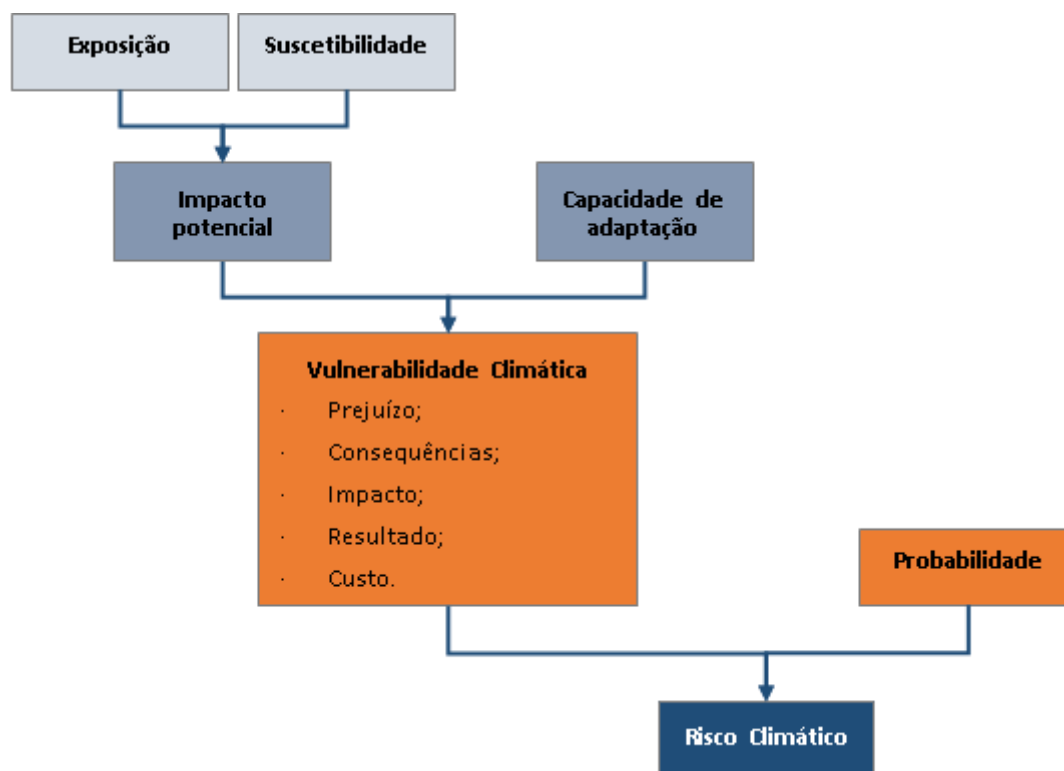 Exposição
Suscetibilidade
Impacto
potencial
Capacidade de
adaptação
Vulnerabilidade Climática
· Prejuízo;
· Consequências;
· Impacto;
· Resultado;
· Custo.
Probabilidade
Risco Climático